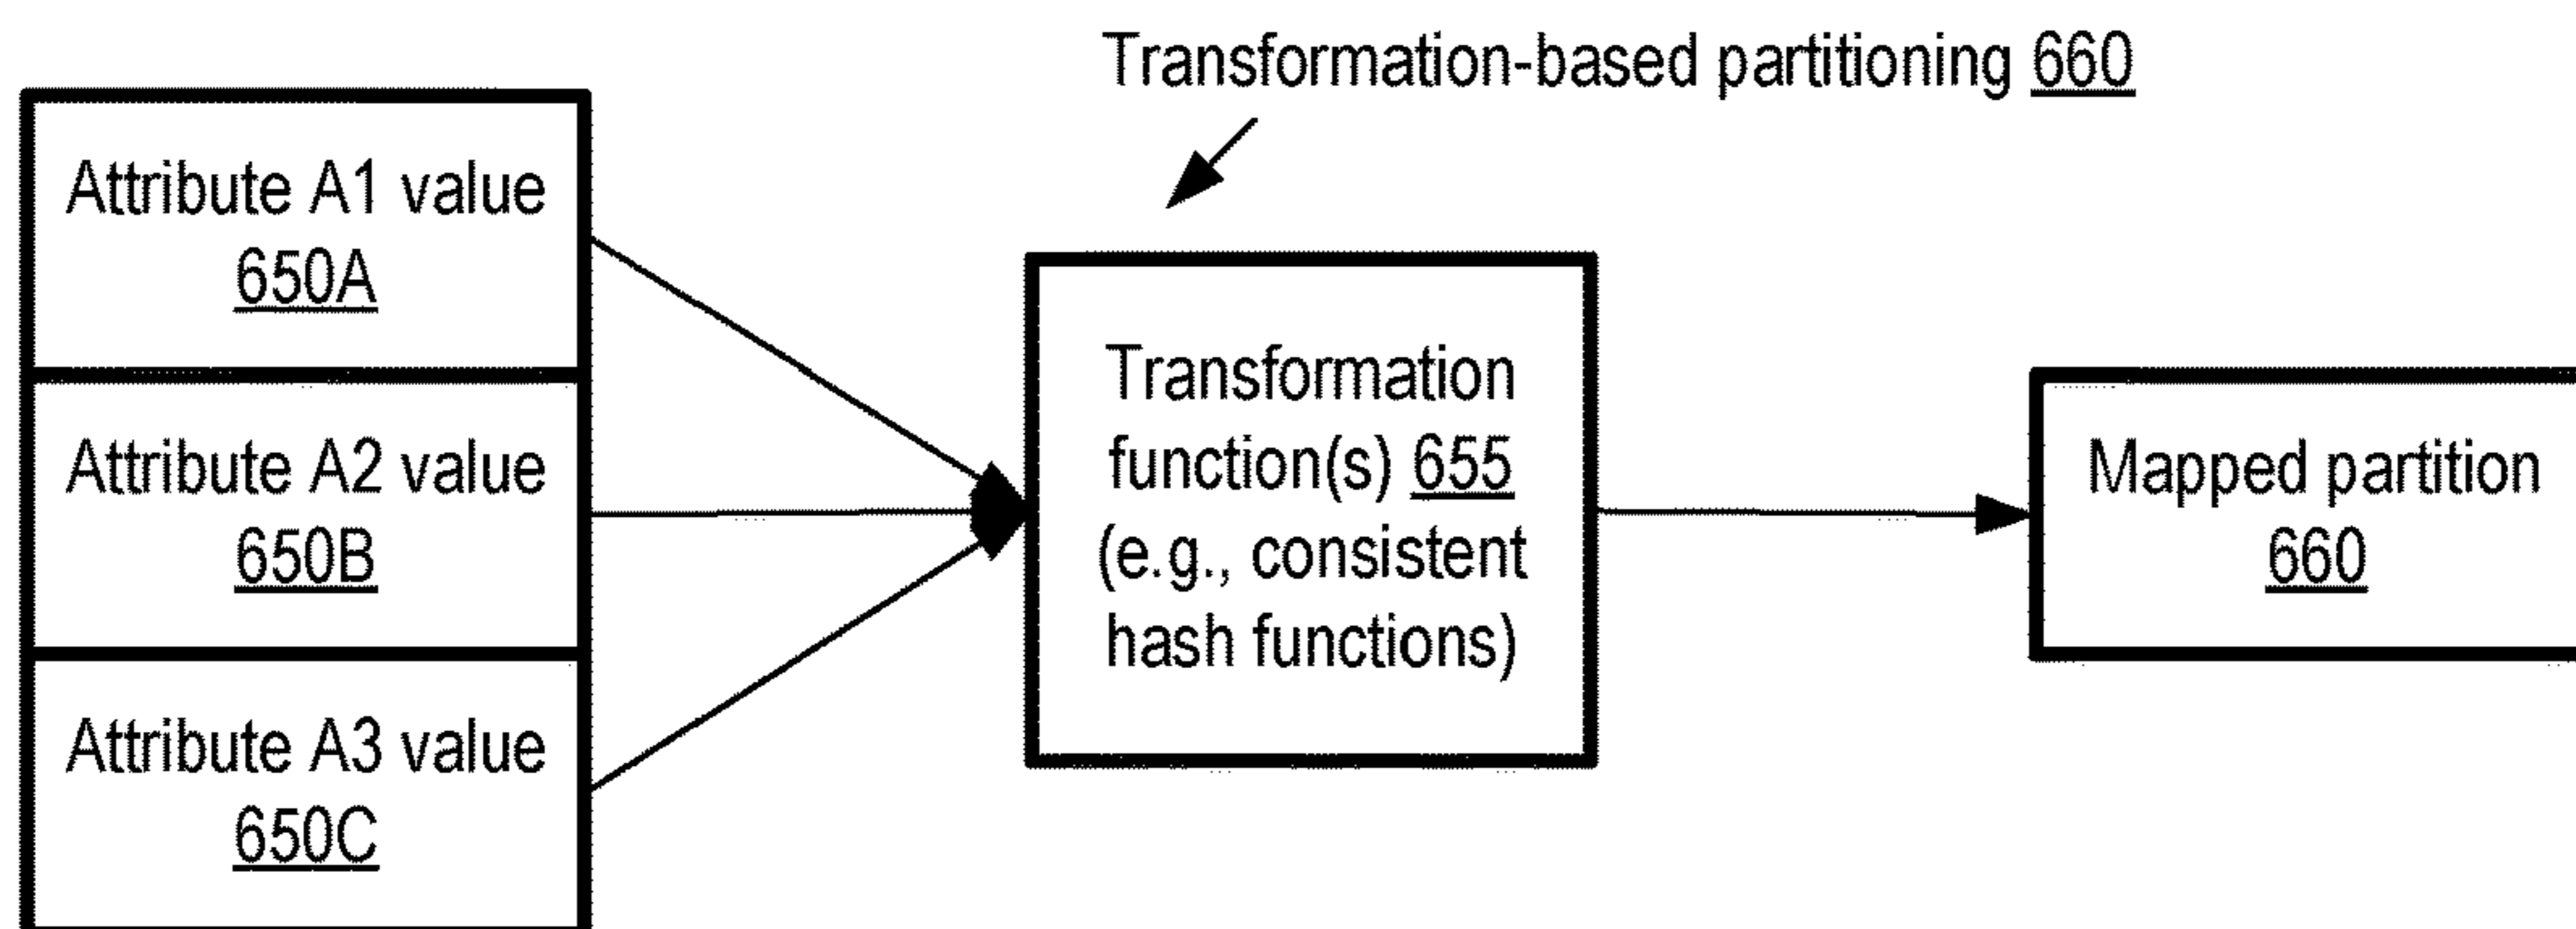 Transformation-based partitioning 660
Attribute A1 value
650A
Attribute A2 value
650B
Attribute A3 value
650C
Transformation
function(s) 655
(e.g., consistent
hash functions)
Mapped partition
660